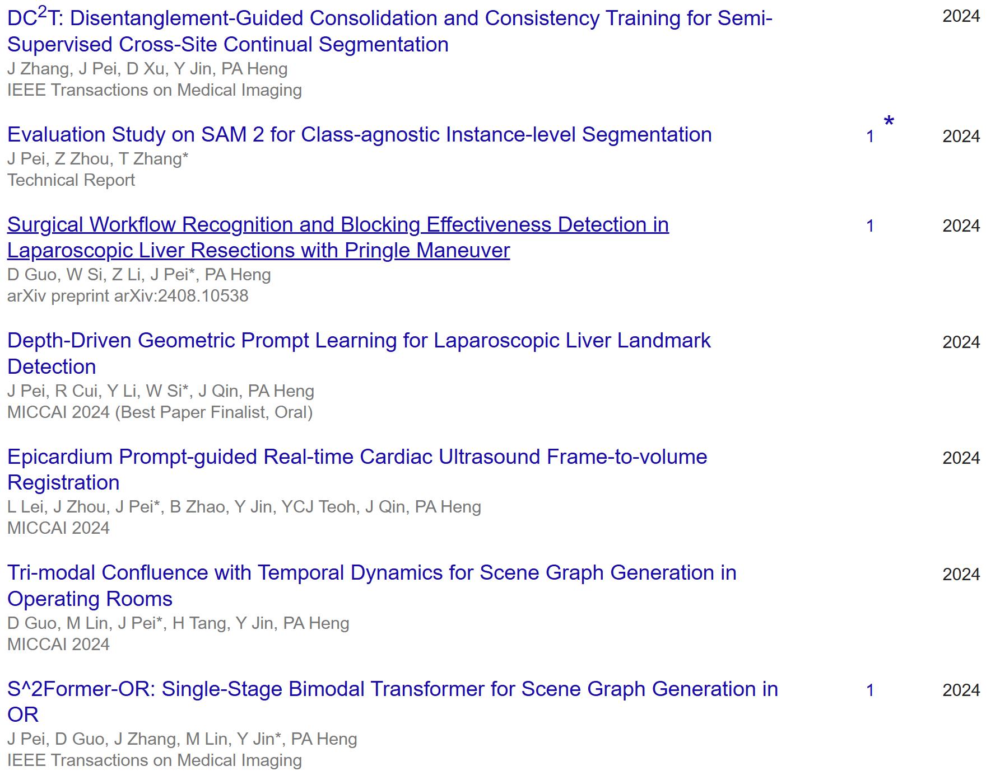 DC²T: Disentanglement-Guided Consolidation and Consistency Training for Semi- 2024
Supervised Cross-Site Continual Segmentation
J Zhang, J Pei, D Xu, Y Jin, PA Heng
IEEE Transactions on Medical Imaging
Evaluation Study on SAM 2 for Class-agnostic Instance-level Segmentation 1 * 2024
J Pei, Z Zhou, T Zhang*
Technical Report
Surgical Workflow Recognition and Blocking Effectiveness Detection in 1 2024
Laparoscopic Liver Resections with Pringle Maneuver
D Guo, W Si, Z Li, J Pei*, PA Heng
arXiv preprint arXiv:2408.10538
Depth-Driven Geometric Prompt Learning for Laparoscopic Liver Landmark 2024
Detection
J Pei, R Cui, Y Li, W Si*, J Qin, PA Heng
MICCAI 2024 (Best Paper Finalist, Oral)
Epicardium Prompt-guided Real-time Cardiac Ultrasound Frame-to-volume 2024
Registration
L Lei, J Zhou, J Pei*, B Zhao, Y Jin, YCJ Teoh, J Qin, PA Heng
MICCAI 2024
Tri-modal Confluence with Temporal Dynamics for Scene Graph Generation in 2024
Operating Rooms
D Guo, M Lin, J Pei*, H Tang, Y Jin, PA Heng
MICCAI 2024
S^2Former-OR: Single-Stage Bimodal Transformer for Scene Graph Generation in 1 2024
OR
J Pei, D Guo, J Zhang, M Lin, Y Jin*, PA Heng
IEEE Transactions on Medical Imaging